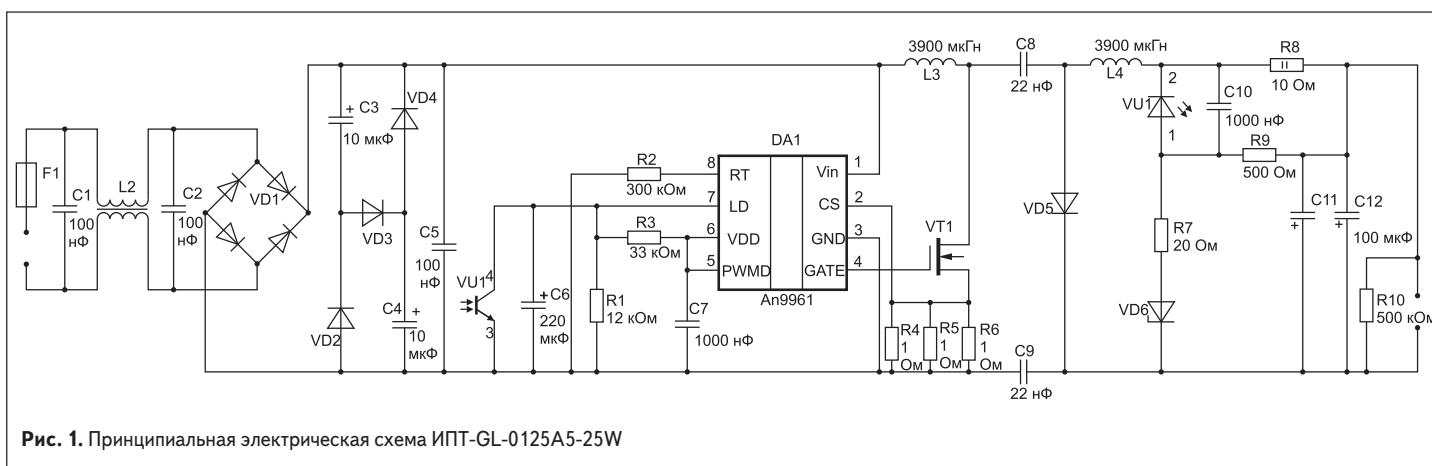 3900 мкГн
L3
C8
22 нФ
3900 мкГн
L4
R8
10 Ом
2
VU1
1
C10
1000 нФ
R9
500 Ом
C3
+
10 мкФ
VD4
F1
C1
100
нФ
L2
C2
100
нФ
VD1
VD3
VD2
C4
+
10
мкФ
C5
100
нФ
VU1
4
3
C6
+
220
мкФ
R2
300 кОм
R3
33 кОм
R1
12 кОм
C7
1000 нФ
DA1
8
RT
7
LD
6
VDD
5
PWMD
Vin
1
CS
2
GND
3
GATE
4
An9961
VT1
R4
1
Ом
R5
1
Ом
R6
1
Ом
C9
22 нФ
VD5
R7
20 Ом
VD6
C11
+
C12
+
100 мкФ
R10
500 кОм
Рис. 1. Принципиальная электрическая схема ИПТ-GL-0125A5-25W